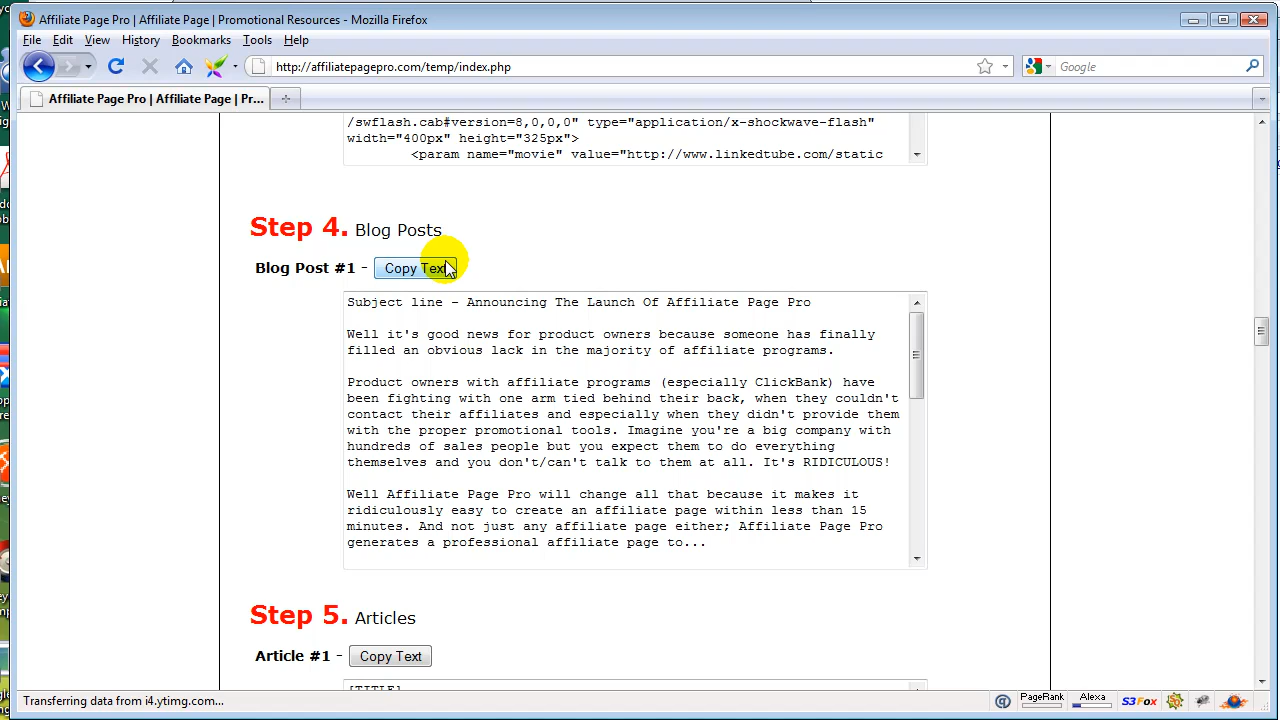 Affiliate Page Pro | Affiliate Page | Promotional Resources - Mozilla Firefox
File Edit View History Bookmarks Tools Help
http://affiliatepagepro.com/temp/index.php
Google
Affiliate Page Pro | Affiliate Page | Pr...
/swflash.cab#version=8,0,0,0" type="application/x-shockwave-flash"
width="400px" height="325px">
<param name="movie" value="http://www.linkedtube.com/static
Step 4. Blog Posts
Blog Post #1 - Copy Text
Subject line - Announcing The Launch Of Affiliate Page Pro
Well it's good news for product owners because someone has finally
filled an obvious lack in the majority of affiliate programs.
Product owners with affiliate programs (especially ClickBank) have
been fighting with one arm tied behind their back, when they couldn't
contact their affiliates and especially when they didn't provide them
with the proper promotional tools. Imagine you're a big company with
hundreds of sales people but you expect them to do everything
themselves and you don't/can't talk to them at all. It's RIDICULOUS!
Well Affiliate Page Pro will change all that because it makes it
ridiculously easy to create an affiliate page within less than 15
minutes. And not just any affiliate page either; Affiliate Page Pro
generates a professional affiliate page to...
Step 5. Articles
Article #1 - Copy Text
[TITLE]
Transferring data from i4.ytimg.com...
PageRank
Alexa
S3Fox